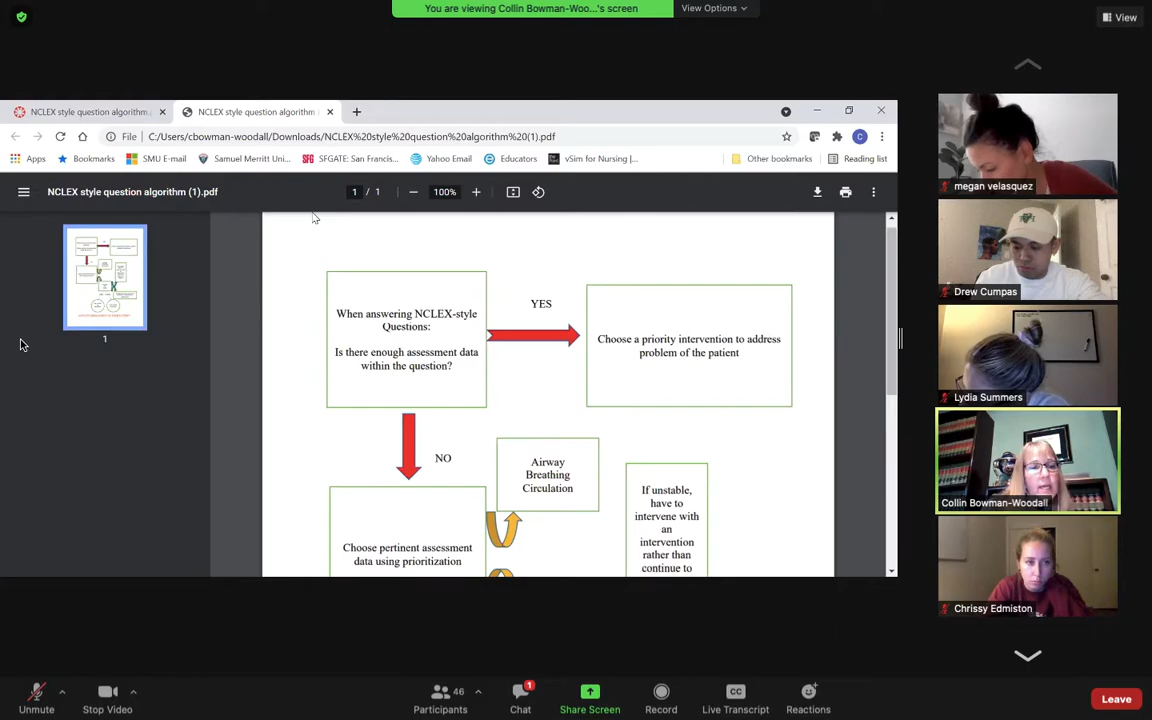 You are viewing Collin Bowman-Woo...'s screen
View Options
View
NCLEX style question algorithm
NCLEX style question algorithm
File
C:/Users/cbowman-woodall/Downloads/NCLEX%20style%20question%20algorithm%20(1).pdf
C
Apps
Bookmarks
SMU E-mail
Samuel Merritt Uni...
SFGATE: San Francis...
Yahoo Email
Educators
vSim for Nursing |...
Other bookmarks
Reading list
NCLEX style question algorithm (1).pdf
1 / 1
100%
1
When answering NCLEX-style
Questions:
Is there enough assessment data
within the question?
YES
Choose a priority intervention to address
problem of the patient
NO
Airway
Breathing
Circulation
If unstable,
have to
intervene with
an
intervention
rather than
continue to
Choose pertinent assessment
data using prioritization
megan velasquez
Drew Cumpas
Lydia Summers
Collin Bowman-Woodall
Chrissy Edmiston
Unmute
Stop Video
46
Participants
1
Chat
Share Screen
Record
CC
Live Transcript
Reactions
Leave